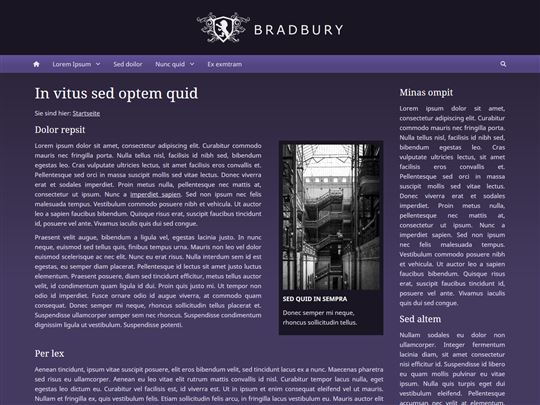 BRADBURY
Lorem Ipsum
Sed doilor
Nunc quid
Ex exmtram
In vitus sed optem quid
Sie sind hier: Startseite
Dolor repsit
Lorem ipsum dolor sit amet, consectetur adipiscing elit. Curabitur commodo
mauris nec fringilla porta. Nulla tellus nisl, facilisis id nibh sed, bibendum
egestas leo. Cras vulputate ultricies lectus, sit amet facilisis eros convallis et.
Pellentesque sed orci in massa suscipit mollis sed vitae lectus. Donec viverra
erat et sodales imperdiet. Proin metus nulla, pellentesque nec mattis at,
consectetur ut ipsum. Nunc a imperdiet sapien. Sed non ipsum nec felis
malesuada tempus. Vestibulum commodo posuere nibh et vehicula. Ut auctor
leo a sapien faucibus bibendum. Quisque risus erat, suscipit faucibus tincidunt
id, posuere vel ante. Vivamus iaculis quis dui sed congue.
Praesent velit augue, bibendum a ligula vel, egestas lacinia justo. In nunc
neque, euismod sed tellus quis, finibus tempus urna. Mauris non leo vel dolor
euismod scelerisque ac nec elit. Nunc eu erat risus. Nulla interdum sem id est
egestas, eu semper diam placerat. Pellentesque id lectus sit amet justo luctus
elementum. Praesent posuere, diam sed tincidunt efficitur, metus tellus auctor
velit, id condimentum quam ligula id dui. Proin quis justo mi. Ut tempor non
odio id imperdiet. Fusce ornare odio id augue viverra, at commodo quam
consequat. Donec semper mi neque, rhoncus sollicitudin tellus placerat et.
Suspendisse ullamcorper semper sem nec rhoncus. Suspendisse condimentum
dignissim ligula ut vestibulum. Suspendisse potenti.
SED QUID IN SEMPRA
Donec semper mi neque,
rhoncus sollicitudin tellus.
Per lex
Aenean tincidunt, ipsum vitae suscipit posuere, elit eros bibendum velit, sed tincidunt lacus ex a nunc. Maecenas pharetra
sed risus eu ullamcorper. Aenean eu leo vitae elit rutrum mattis convallis id nisl. Curabitur tempor lacus nulla, eget
egestas leo dictum eu. Curabitur vel facilisis est, id viverra est. Ut in ipsum et enim consequat eleifend vel ut mauris.
Nullam et fringilla ex, quis vestibulum felis. Etiam sollicitudin felis arcu, in fringilla lacus vestibulum eu. Mauris auctor elit
Minas ompit
Lorem ipsum dolor sit amet,
consectetur adipiscing elit. Curabitur
commodo mauris nec fringilla porta.
Nulla tellus nisl, facilisis id nibh sed,
bibendum egestas leo. Cras
vulputate ultricies lectus, sit amet
facilisis eros convallis et.
Pellentesque sed orci in massa
suscipit mollis sed vitae lectus.
Donec viverra erat et sodales
imperdiet. Proin metus nulla,
pellentesque nec mattis at,
consectetur ut ipsum. Nunc a
imperdiet sapien. Sed non ipsum
nec felis malesuada tempus.
Vestibulum commodo posuere nibh
et vehicula. Ut auctor leo a sapien
faucibus bibendum. Quisque risus
erat, suscipit faucibus tincidunt id,
posuere vel ante. Vivamus iaculis
quis dui sed congue.
Sed altem
Nullam sodales eu dolor non
ullamcorper. Integer fermentum
lacinia diam, sit amet consectetur
nisi efficitur id. Suspendisse id libero
eu quam mollis pulvinar eu vitae
ipsum. Nulla quis turpis eget dui
vestibulum eleifend. Pellentesque
accumsan nec velit at elementum.